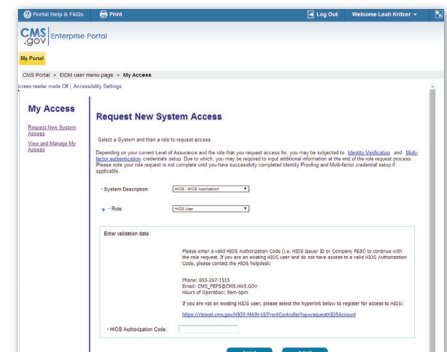 Portal Help & FAQs
Print
Log Out
Welcome Leah Kritzer
CMS
.gov
Enterprise Portal
My Portal
CMS Portal > EIDM user menu page > My Access
Screen reader mode Off | Accessibility Settings
My Access
Request New System
Access
View and Manage My
Access
Request New System Access
Select a System and then a role to request access.
Depending on your current Level of Assurance and the role that you request access for, you may be subjected to Identity Verification and Multi-
factor authentication credentials setup. Due to which, you may be required to input additional information at the end of the role request process.
Please note your role request is not complete until you have successfully completed Identity Proofing and Multi-factor credential setup if
applicable.
System Description:
HIOS - HIOS Application
Role:
HIOS User
Enter validation data
Please enter a valid HIOS Authorization Code (i.e. HIOS Issuer ID or Company FEIN) to continue with
the role request. If you are an existing HIOS user and do not have access to a valid HIOS Authorization
Code, please contact the HIOS helpdesk:
Phone: 855-267-1515
Email: CMS_FEPS@CMS.HHS.GOV
Hours of Operation: 9am-6pm
If you are not an existing HIOS user, please select the hyperlink below to register for access to HIOS:
HIOS Authorization Code: